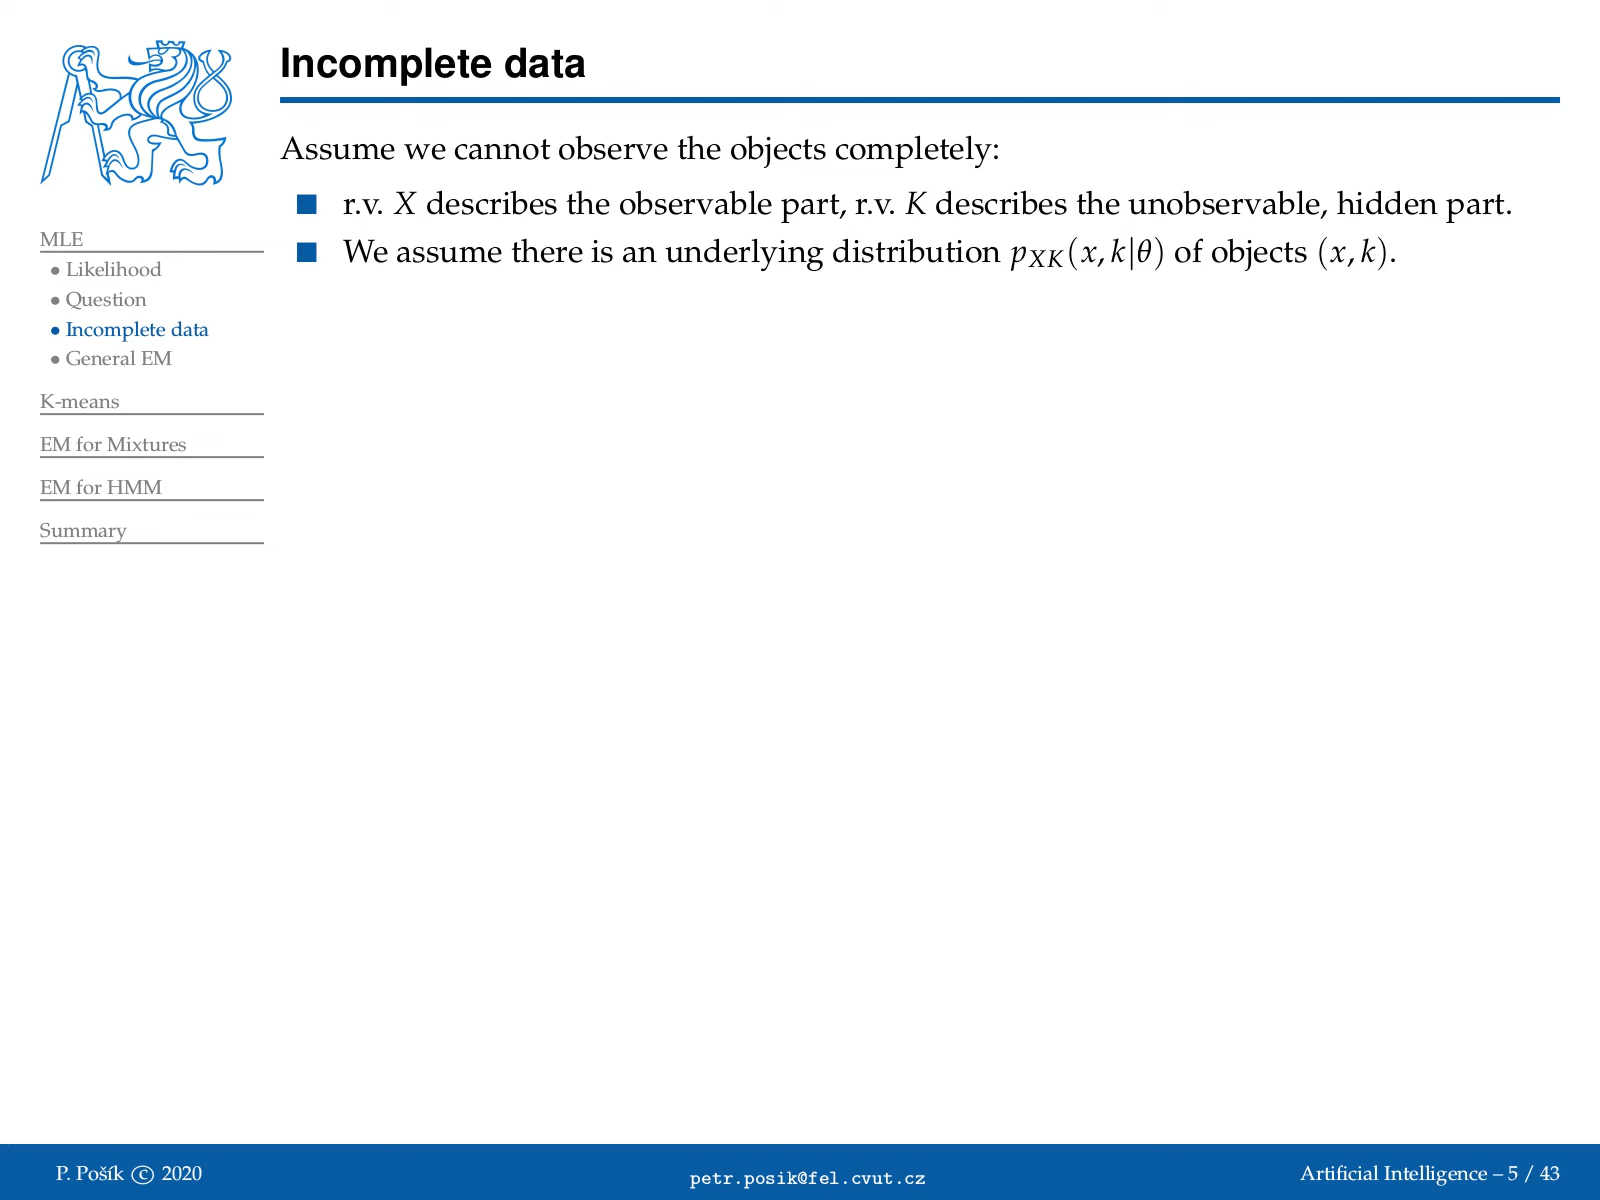 Incomplete data
Assume we cannot observe the objects completely:
■ r.v. X describes the observable part, r.v. K describes the unobservable, hidden part.
■ We assume there is an underlying distribution p_{XK}(x, k|θ) of objects (x, k).
MLE
• Likelihood
• Question
• Incomplete data
• General EM
K-means
EM for Mixtures
EM for HMM
Summary
P. Pošík © 2020
petr.posik@fel.cvut.cz
Artificial Intelligence – 5 / 43